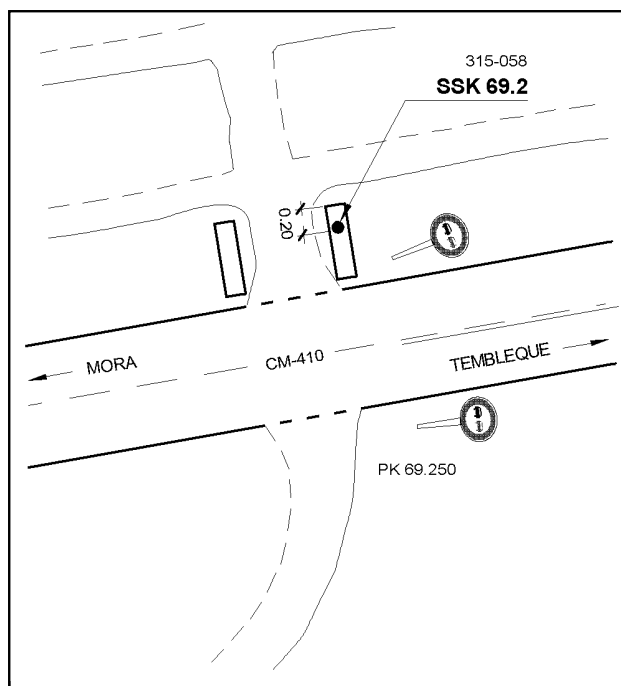 315-058
SSK 69.2
0.20
MORA
CM-410
TEMBLEQUE
PK 69.250